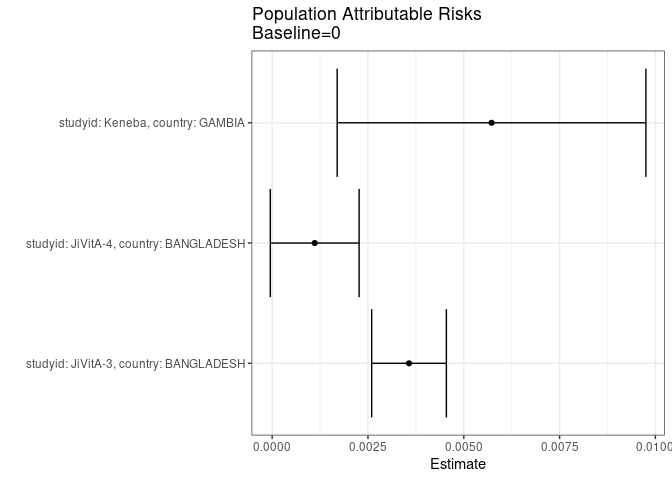 Population Attributable Risks
Baseline=0
studyid: Keneba, country: GAMBIA
studyid: JiVitA-4, country: BANGLADESH
studyid: JiVitA-3, country: BANGLADESH
0.0000 0.0025 0.0050 0.0075 0.0100
Estimate